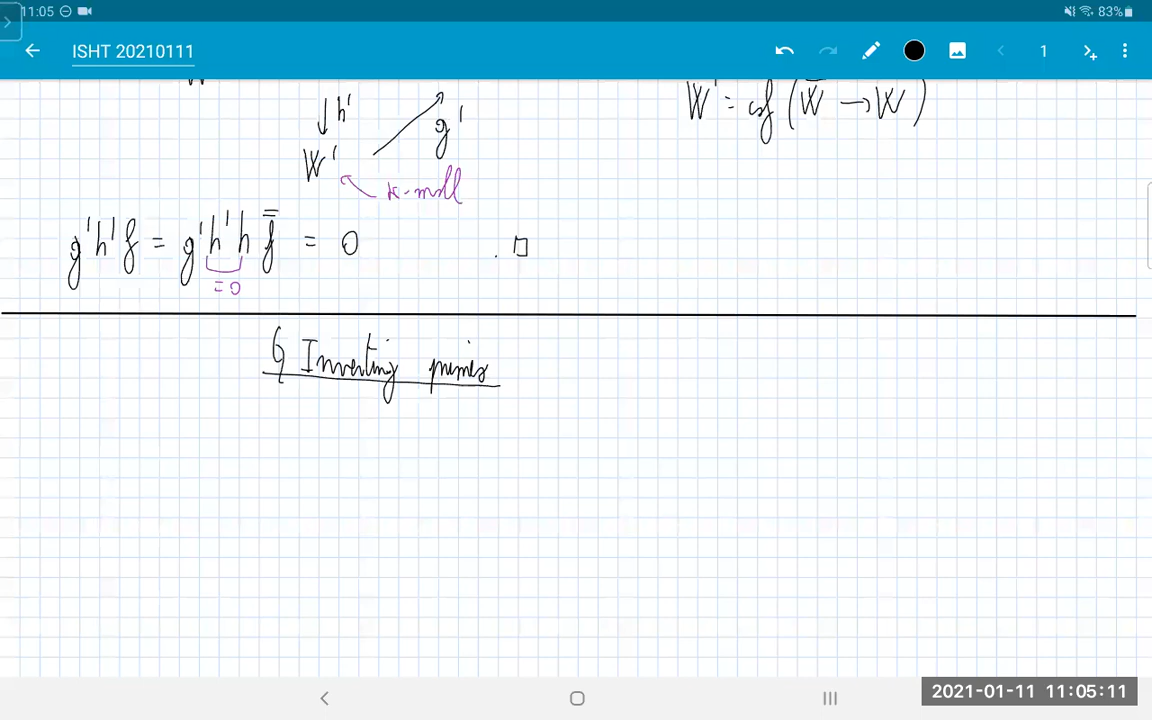 11:05 83%
ISHT 20210111 1
h' g' W' = cof ( W̄ → W )
W' κ-small
g'h'f = g'h'h f̿ = 0 . □
= 0
§ Inverting primes
2021-01-11 11:05:11